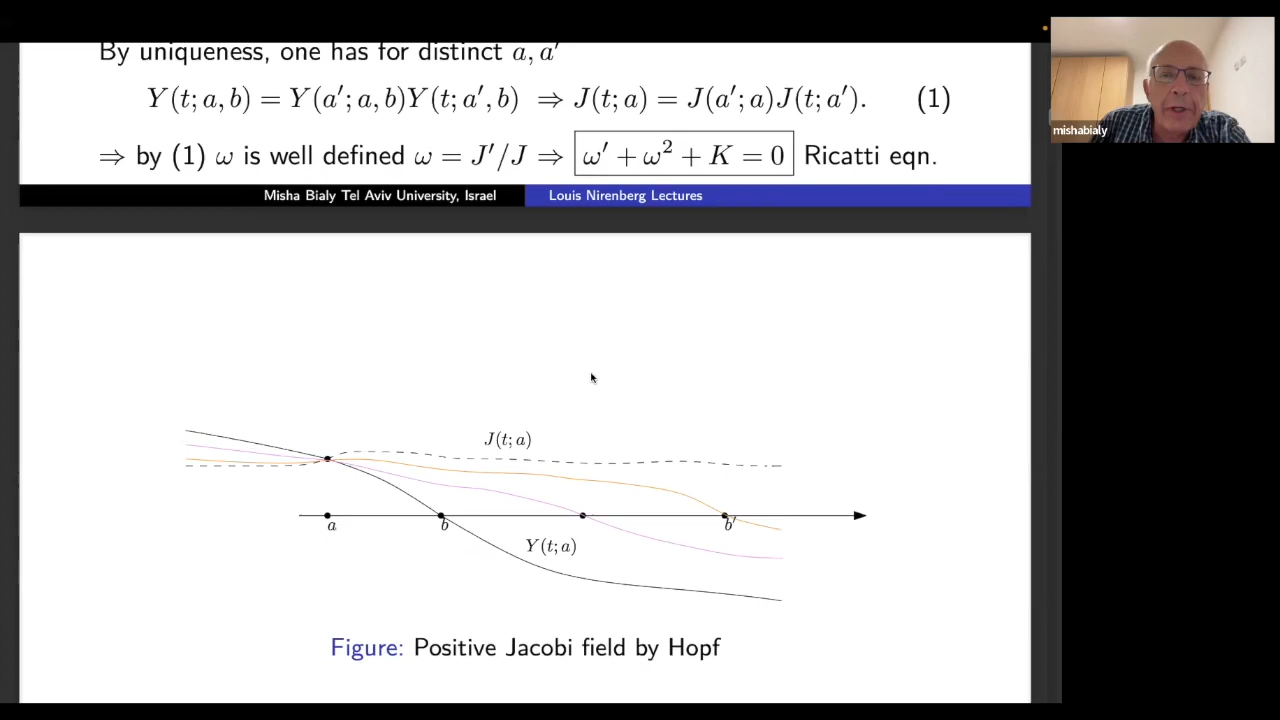 By uniqueness, one has for distinct a, a′
Y(t; a, b) = Y(a′; a, b)Y(t; a′, b) ⇒ J(t; a) = J(a′; a)J(t; a′). (1)
⇒ by (1) ω is well defined ω = J′/J ⇒ ω′ + ω² + K = 0 Ricatti eqn.
Misha Bialy Tel Aviv University, Israel Louis Nirenberg Lectures
mishabialy
J(t; a)
a b b′
Y(t; a)
Figure: Positive Jacobi field by Hopf